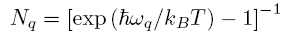 N_q = [exp (ℏω_q/k_BT) − 1]^{−1}